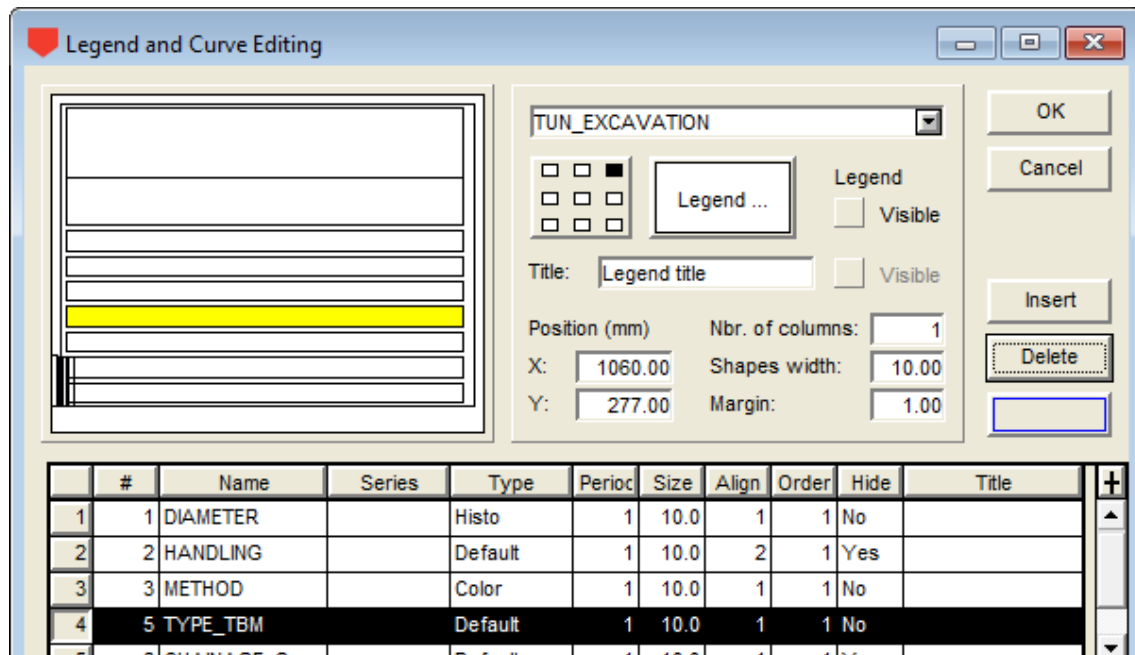 Legend and Curve Editing
TUN_EXCAVATION
OK
Legend ...
Legend
Visible
Cancel
Title:
Legend title
Visible
Insert
Position (mm)
Nbr. of columns:
1
Delete
X:
1060.00
Shapes width:
10.00
Y:
277.00
Margin:
1.00
# Name Series Type Period Size Align Order Hide Title
1 1 DIAMETER Histo 1 10.0 1 1 No
2 2 HANDLING Default 1 10.0 2 1 Yes
3 3 METHOD Color 1 10.0 1 1 No
4 5 TYPE_TBM Default 1 10.0 1 1 No